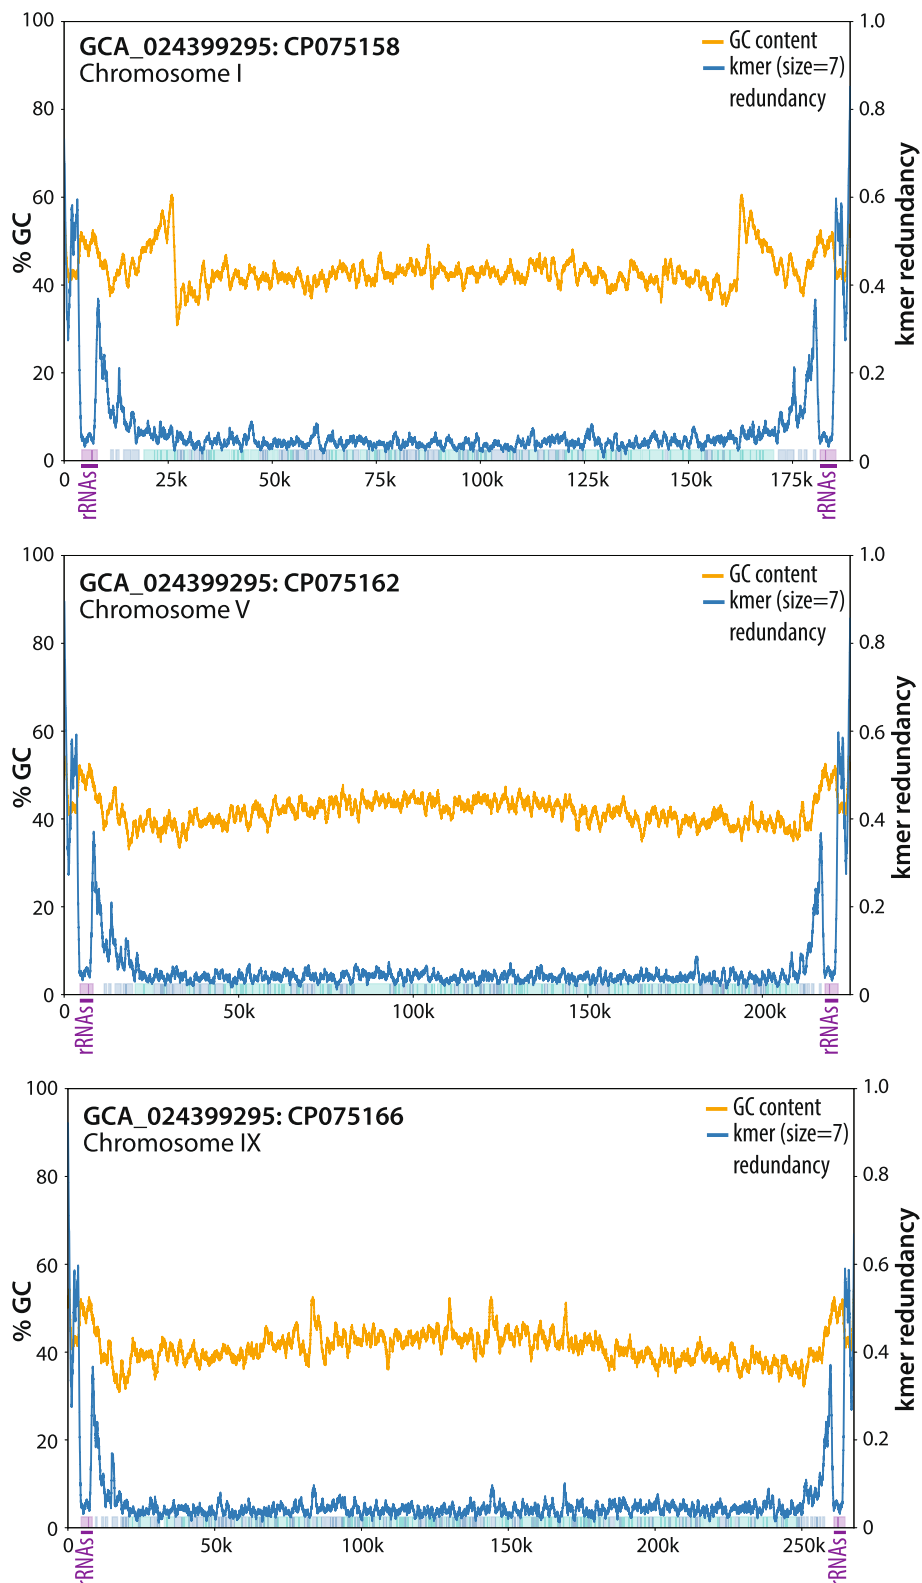 100
80
60
40
20
0
% GC
GCA_024399295: CP075158
Chromosome I
GC content
kmer (size=7)
redundancy
1.0
0.8
0.6
0.4
0.2
0
kmer redundancy
0
25k
50k
75k
100k
125k
150k
175k
rRNAs
rRNAs
100
80
60
40
20
0
% GC
GCA_024399295: CP075162
Chromosome V
GC content
kmer (size=7)
redundancy
1.0
0.8
0.6
0.4
0.2
0
kmer redundancy
0
50k
100k
150k
200k
rRNAs
rRNAs
100
80
60
40
20
0
% GC
GCA_024399295: CP075166
Chromosome IX
GC content
kmer (size=7)
redundancy
1.0
0.8
0.6
0.4
0.2
0
kmer redundancy
0
50k
100k
150k
200k
250k
rRNAs
rRNAs